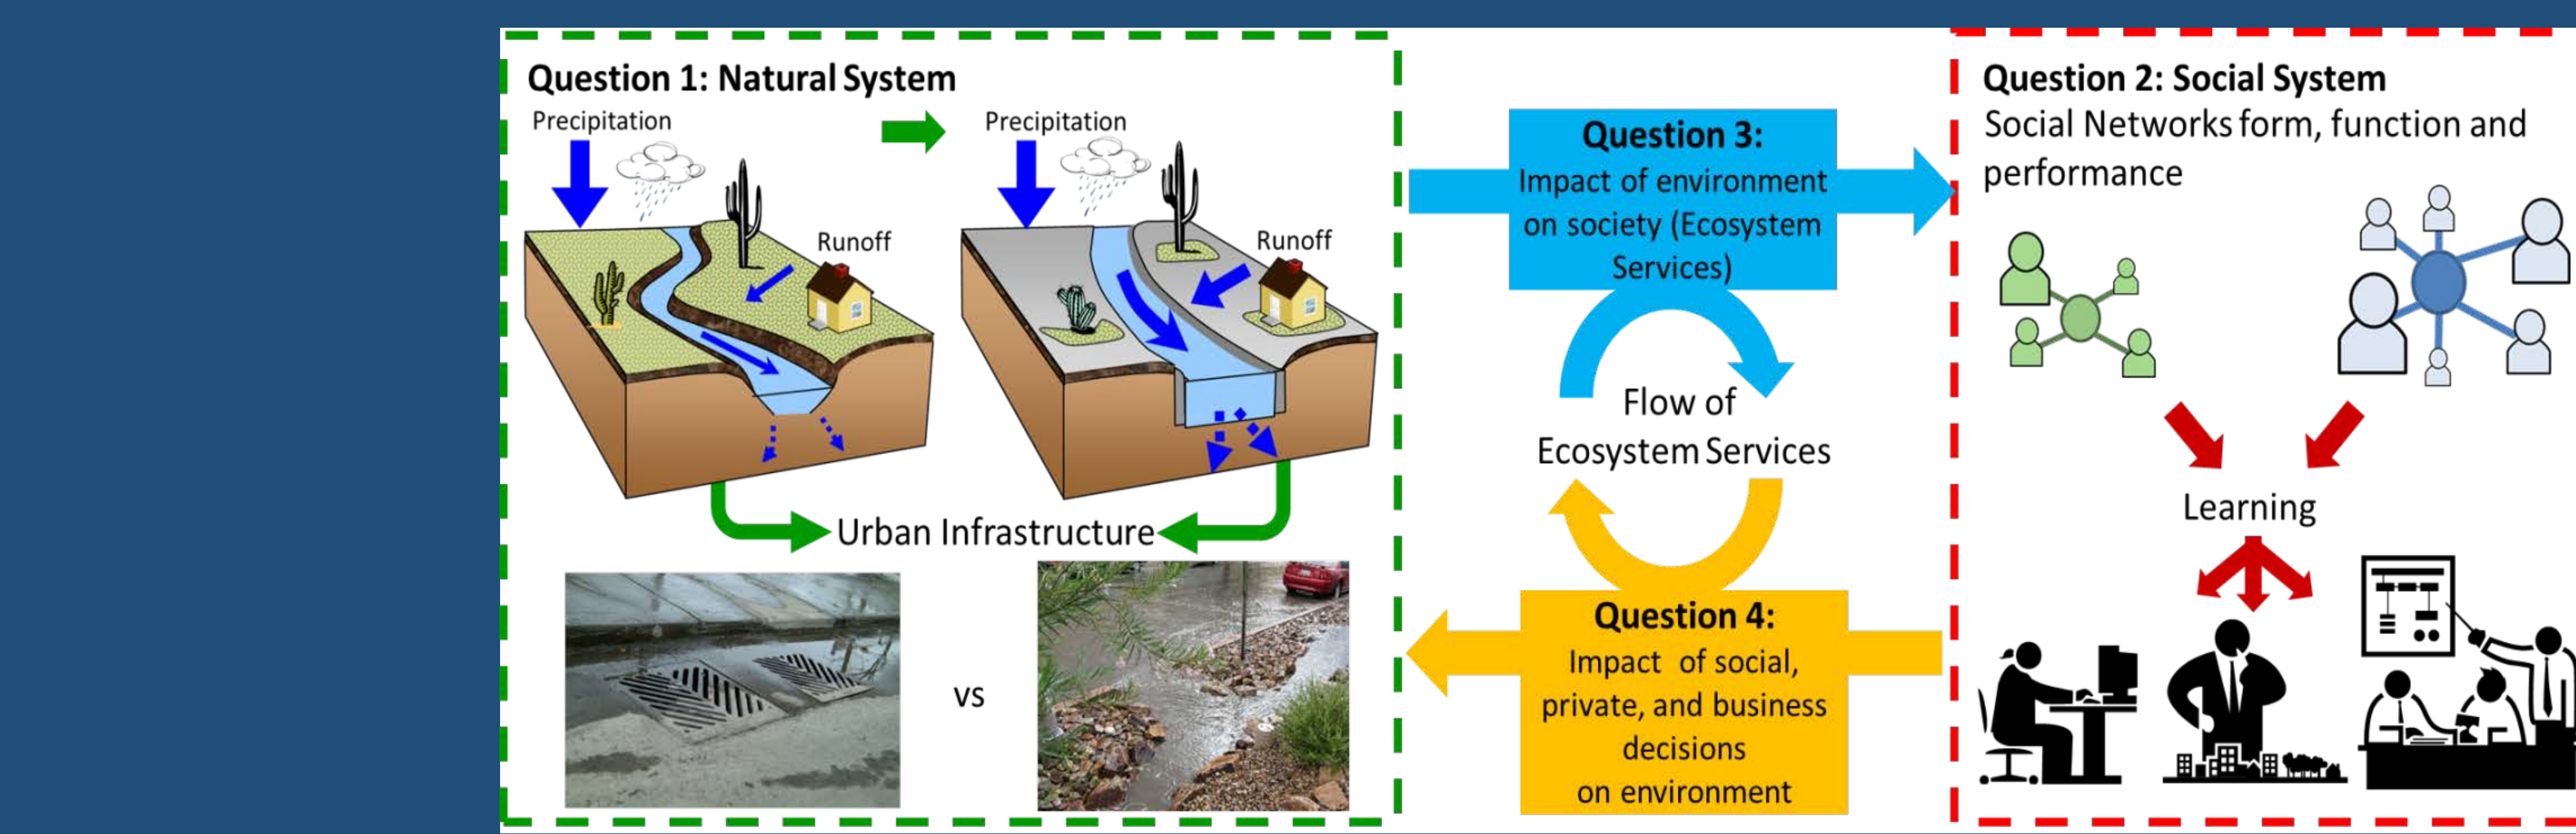 Question 1: Natural System
Precipitation
Precipitation
Runoff
Runoff
Urban Infrastructure
vs
Question 3:
Impact of environment
on society (Ecosystem
Services)
Flow of
Ecosystem Services
Question 4:
Impact of social,
private, and business
decisions
on environment
Question 2: Social System
Social Networks form, function and
performance
Learning